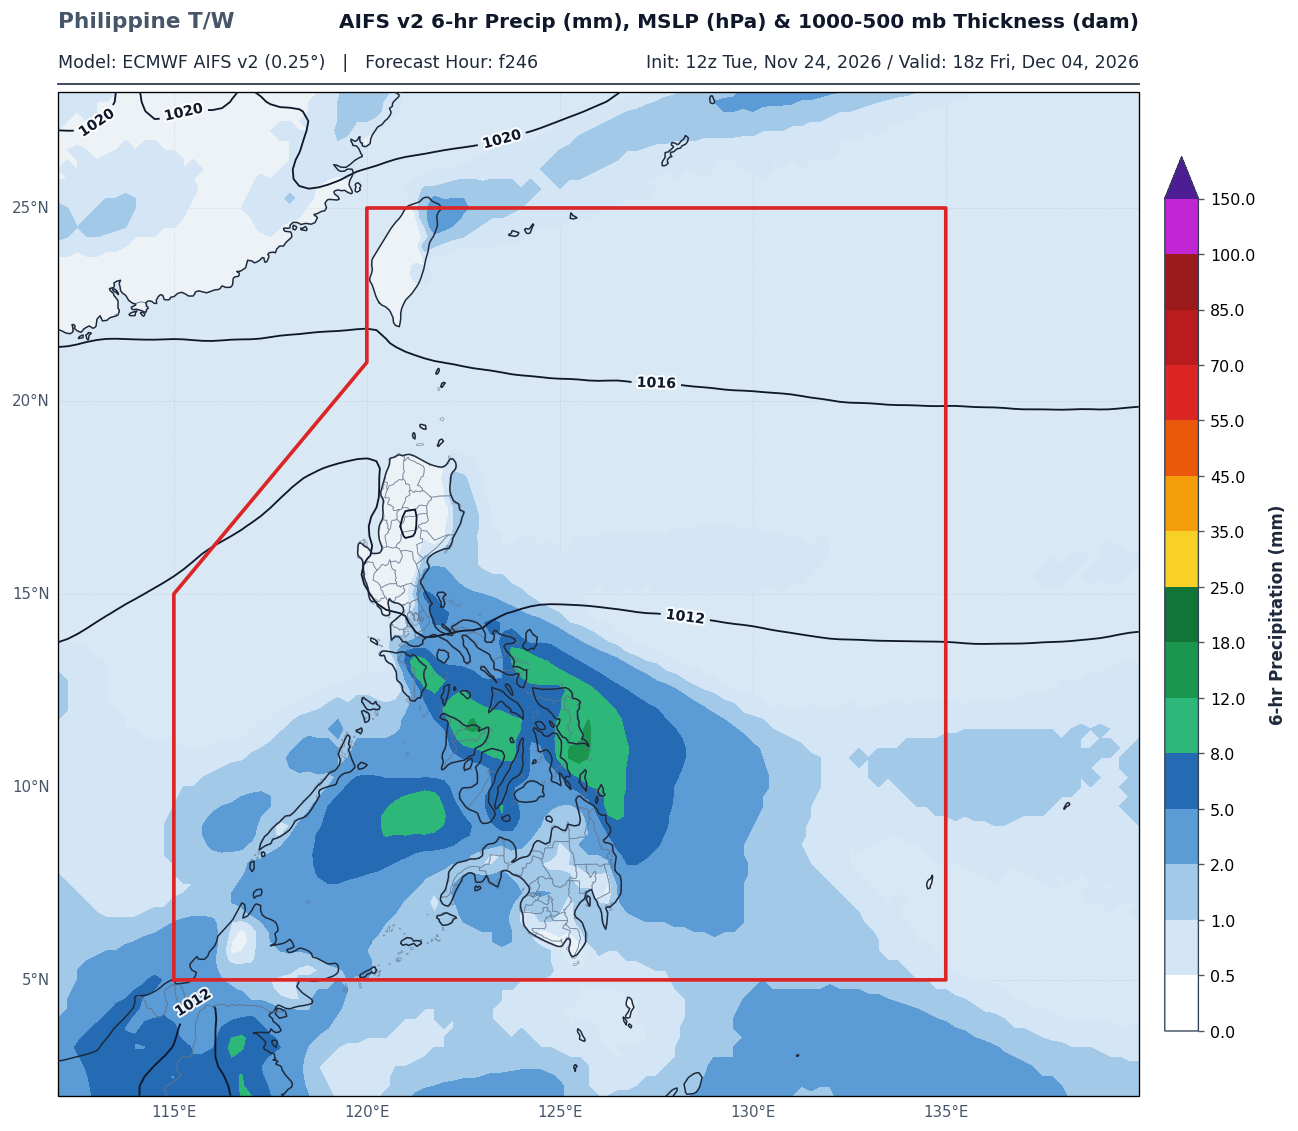 Philippine T/W
AIFS v2 6-hr Precip (mm), MSLP (hPa) & 1000-500 mb Thickness (dam)
Model: ECMWF AIFS v2 (0.25°) | Forecast Hour: f246
Init: 12z Tue, Nov 24, 2026 / Valid: 18z Fri, Dec 04, 2026
1020
1020
1020
1016
1012
1012
25°N
20°N
15°N
10°N
5°N
115°E
120°E
125°E
130°E
135°E
150.0
100.0
85.0
70.0
55.0
45.0
35.0
25.0
18.0
12.0
8.0
5.0
2.0
1.0
0.5
0.0
6-hr Precipitation (mm)